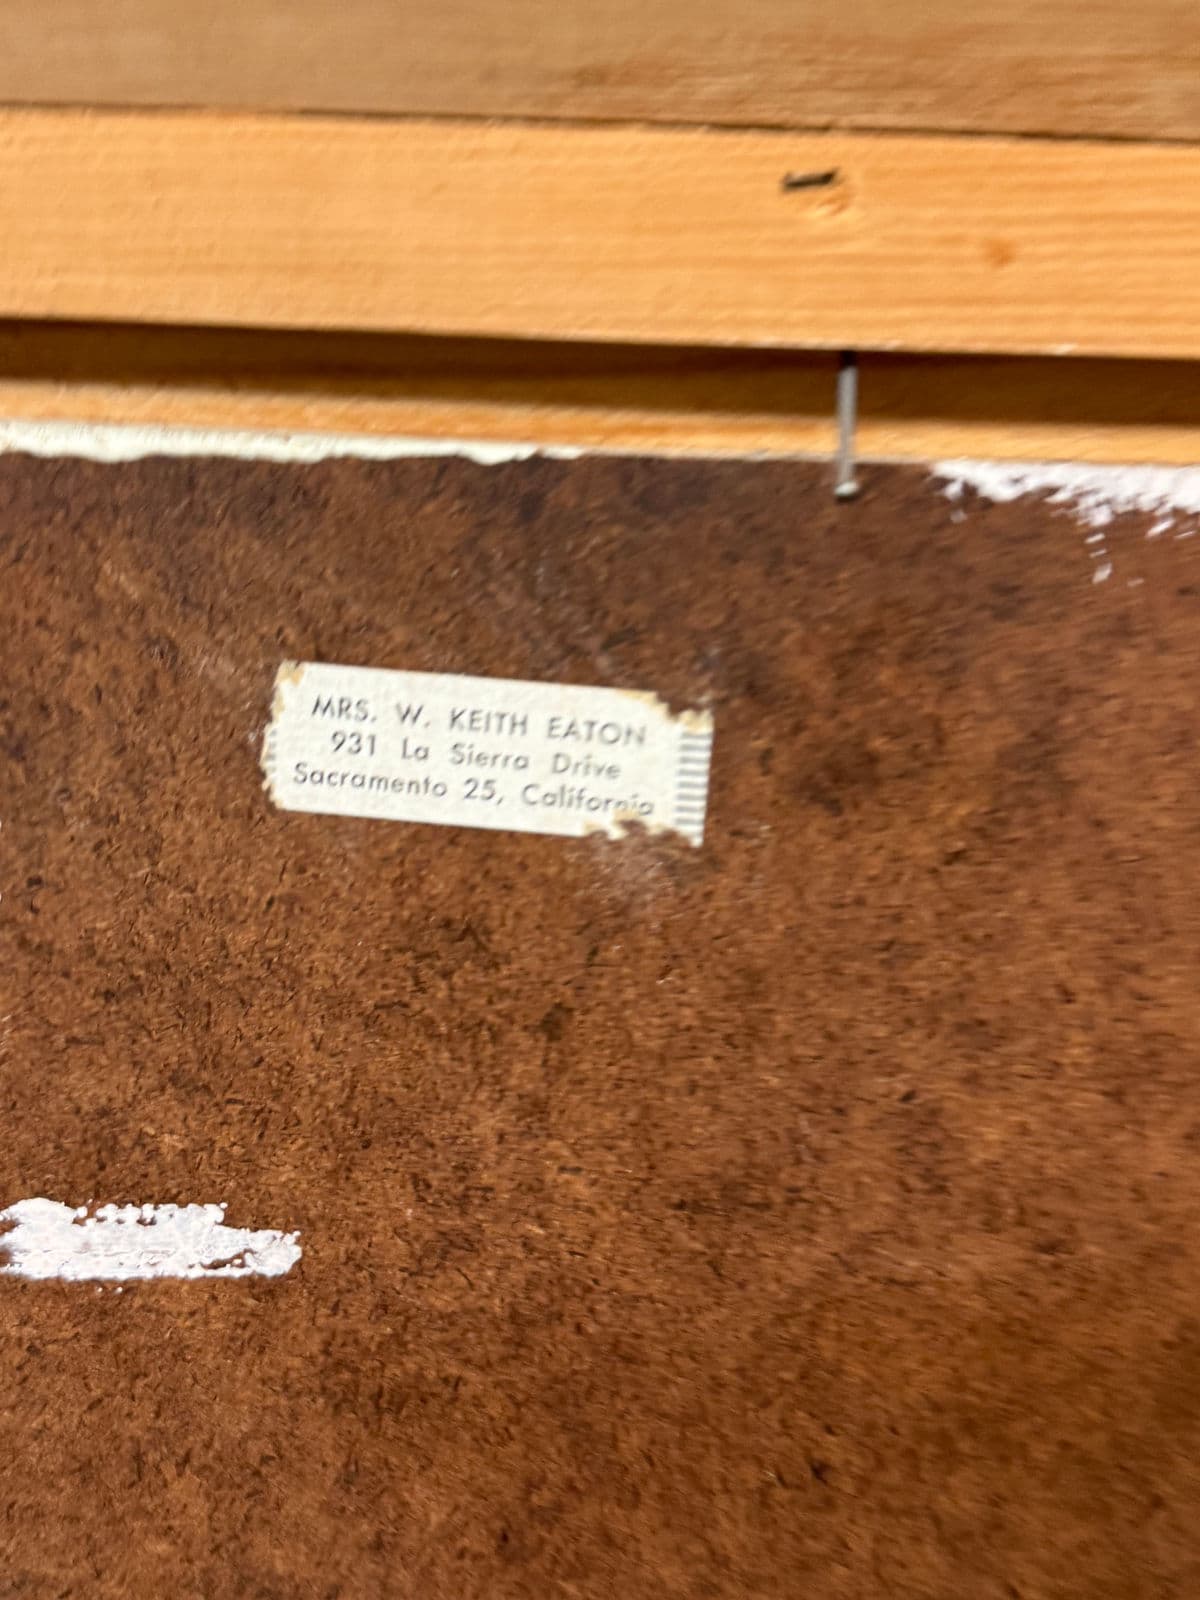 MRS. W. KEITH EATON
931 La Sierra Drive
Sacramento 25, California